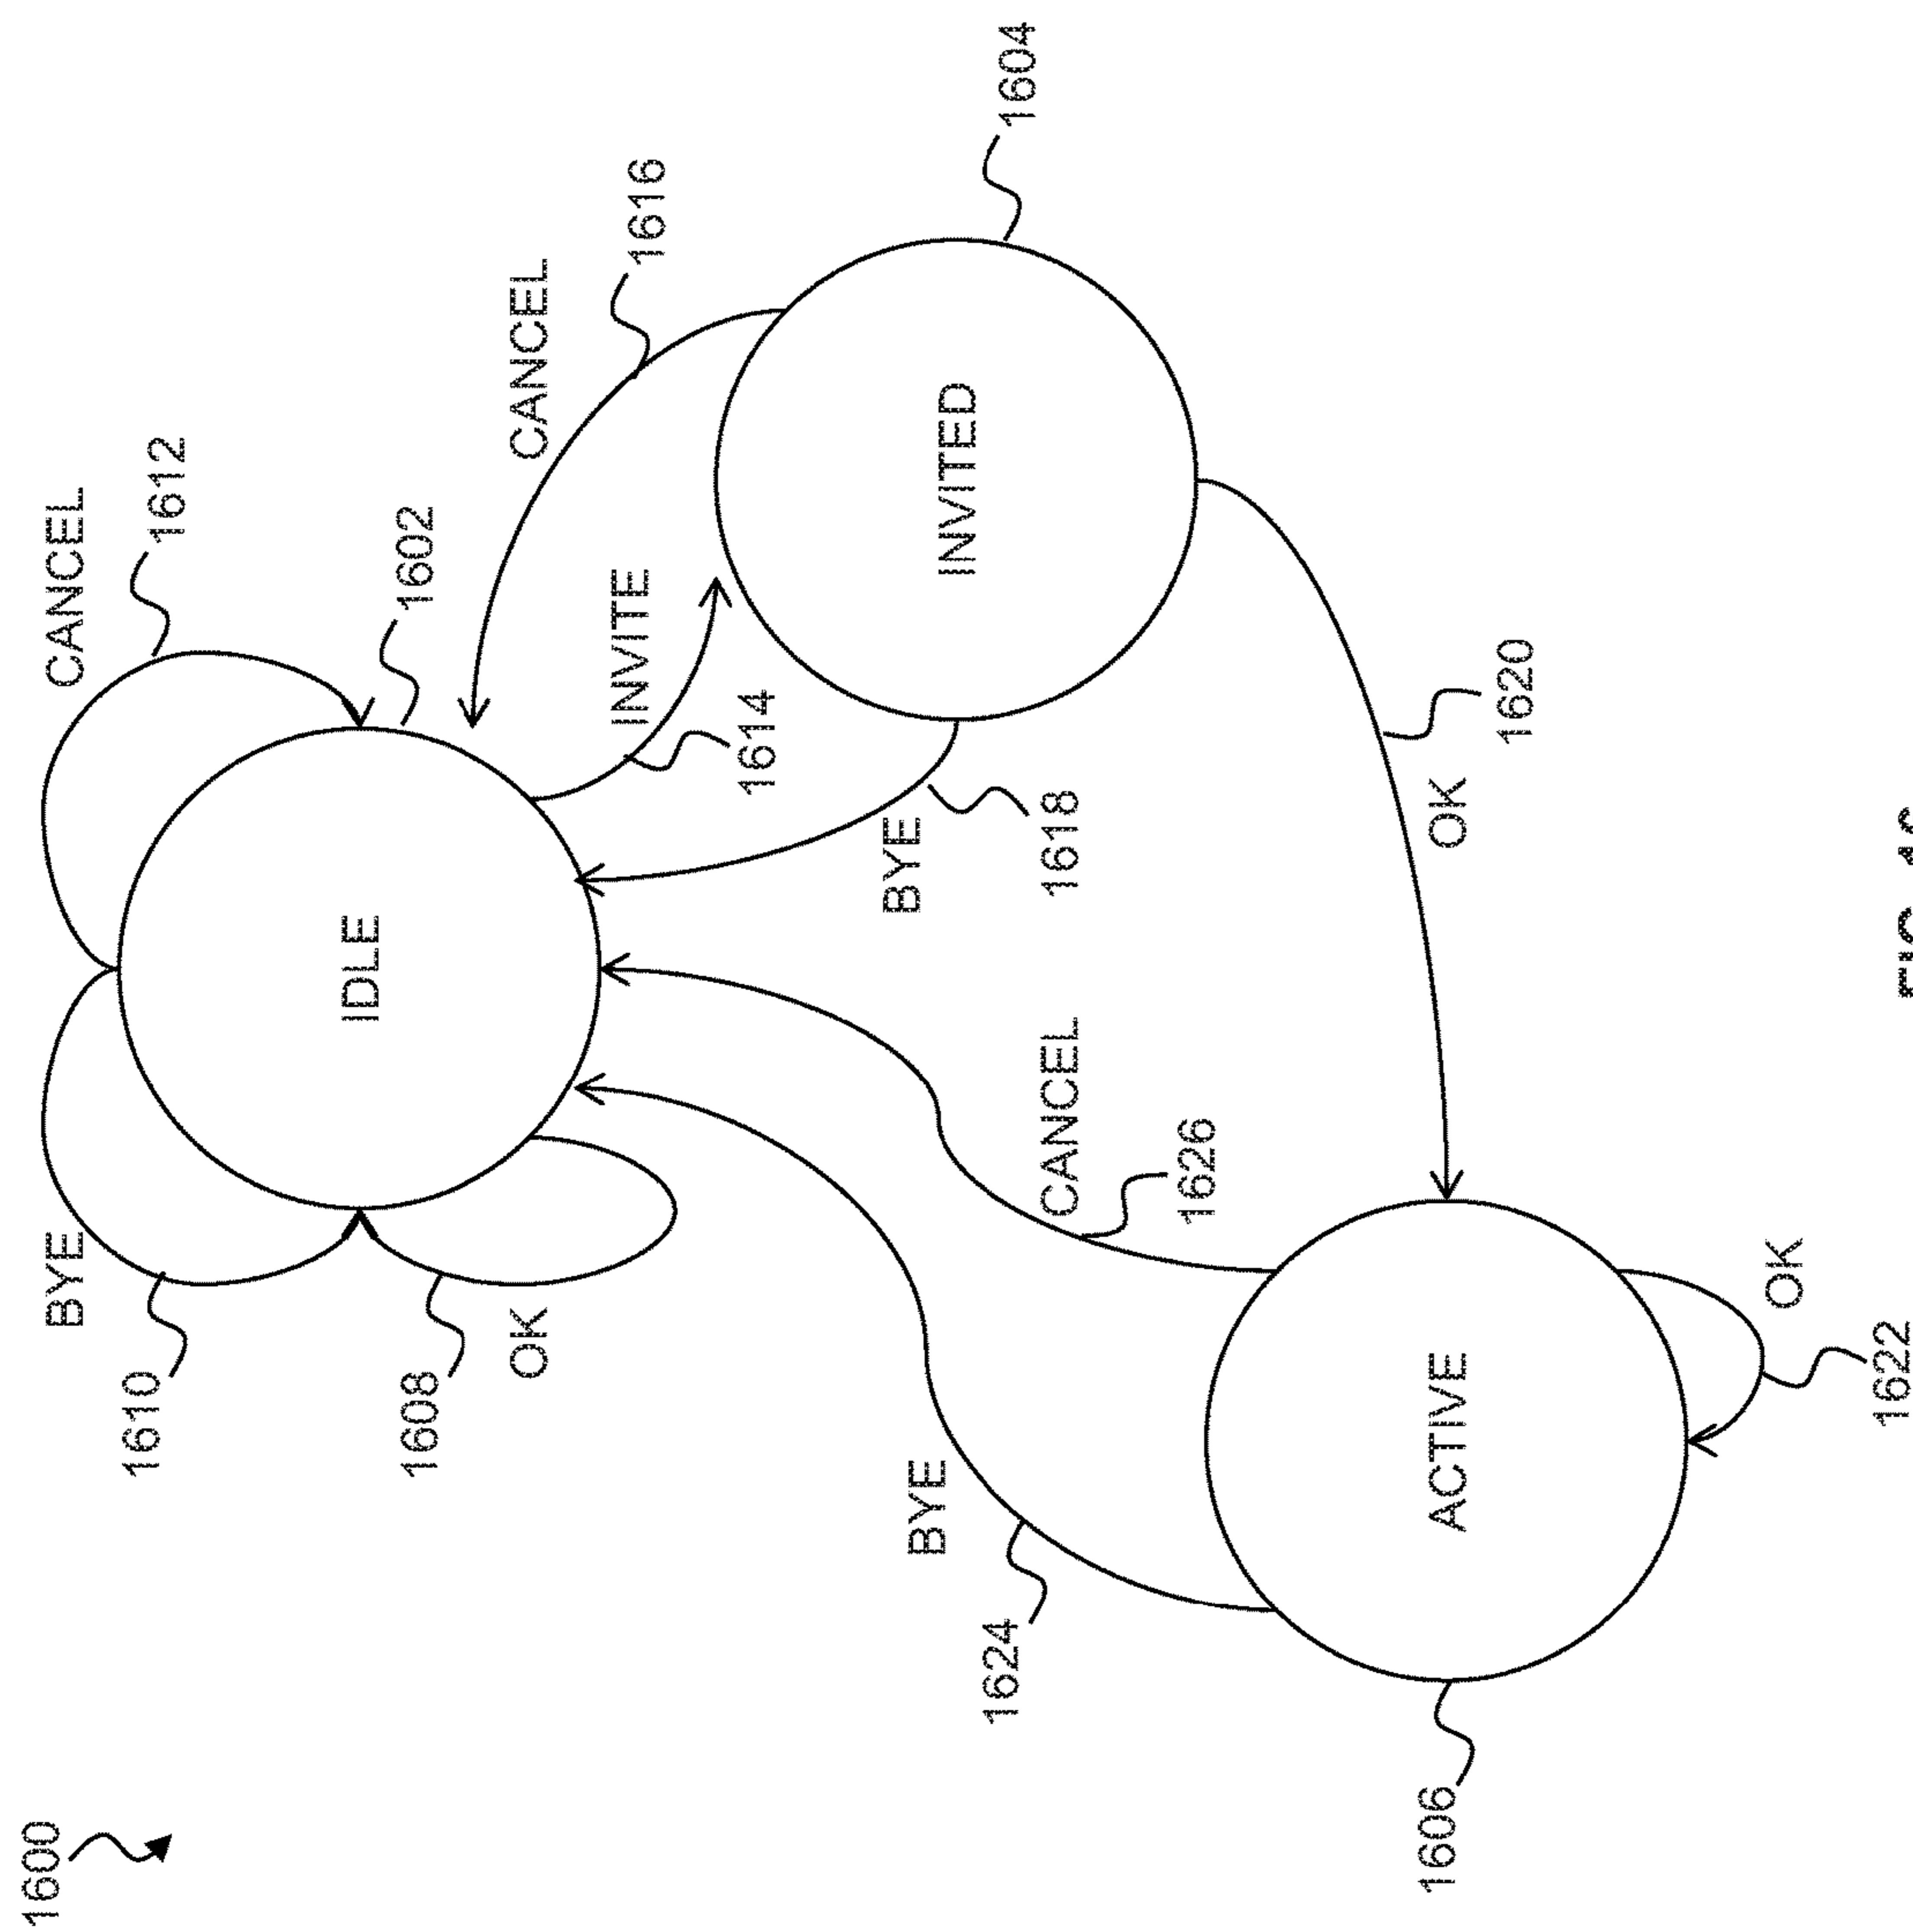 1600
BYE
CANCEL
1610
1612
IDLE
1608
1602
OK
CANCEL
INVITE
1616
1614
BYE
BYE
1624
INVITED
1604
CANCEL
1618
1626
1606
ACTIVE
OK
1620
OK
1622